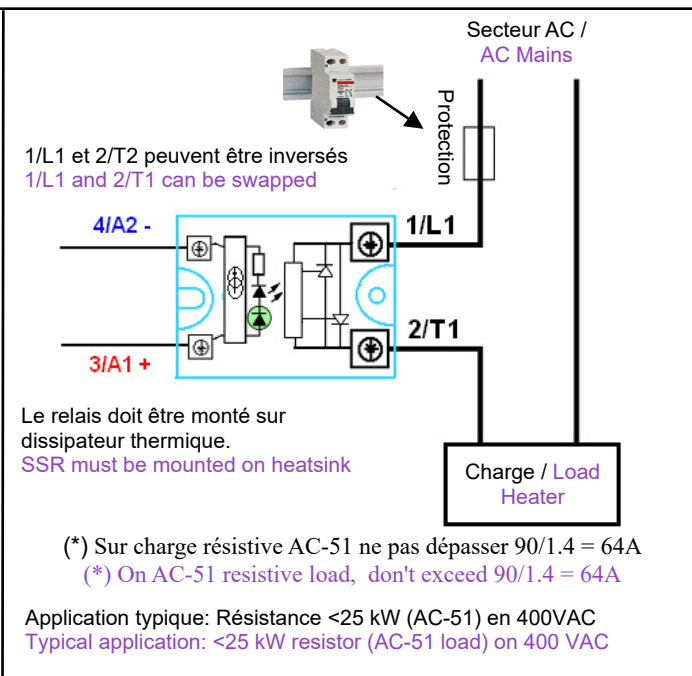 Secteur AC /
AC Mains
Protection
1/L1 et 2/T2 peuvent être inversés
1/L1 and 2/T1 can be swapped
4/A2 -
1/L1
2/T1
3/A1 +
Le relais doit être monté sur
dissipateur thermique.
SSR must be mounted on heatsink
Charge / Load
Heater
(*) Sur charge résistive AC-51 ne pas dépasser 90/1.4 = 64A
(*) On AC-51 resistive load, don't exceed 90/1.4 = 64A
Application typique: Résistance <25 kW (AC-51) en 400VAC
Typical application: <25 kW resistor (AC-51 load) on 400 VAC